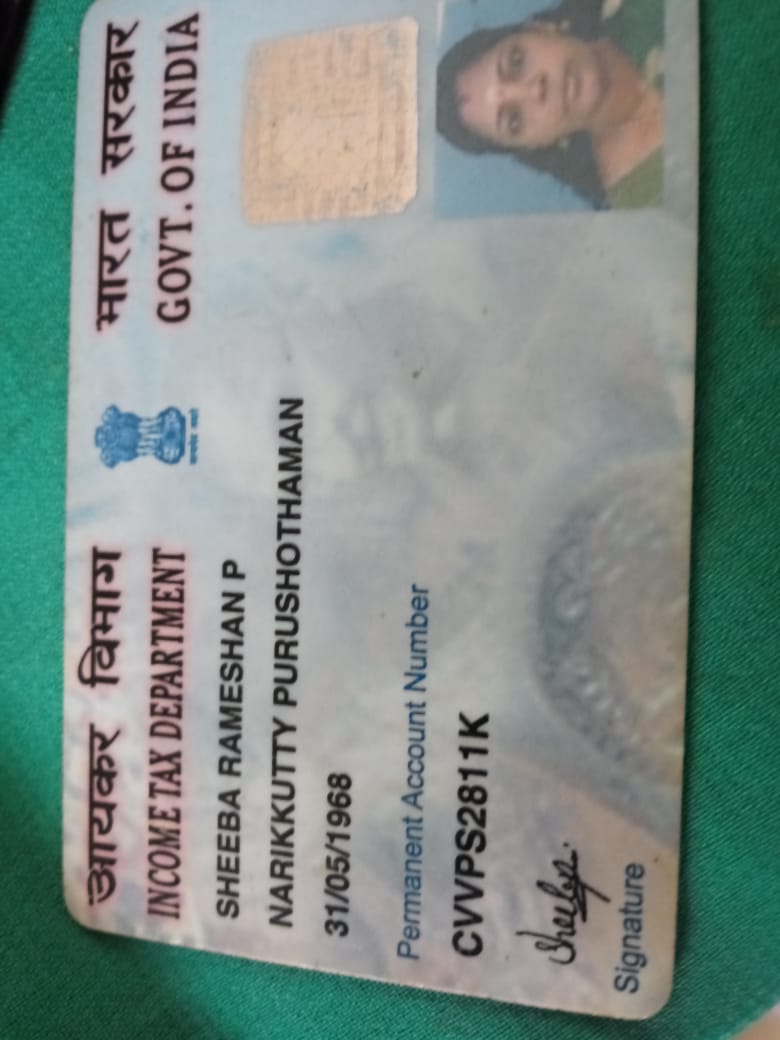 आयकर विभाग
INCOME TAX DEPARTMENT
भारत सरकार
GOVT. OF INDIA
SHEEBA RAMESHAN P
NARIKKUTTY PURUSHOTHAMAN
31/05/1968
Permanent Account Number
CVVPS2811K
Sheeba
Signature